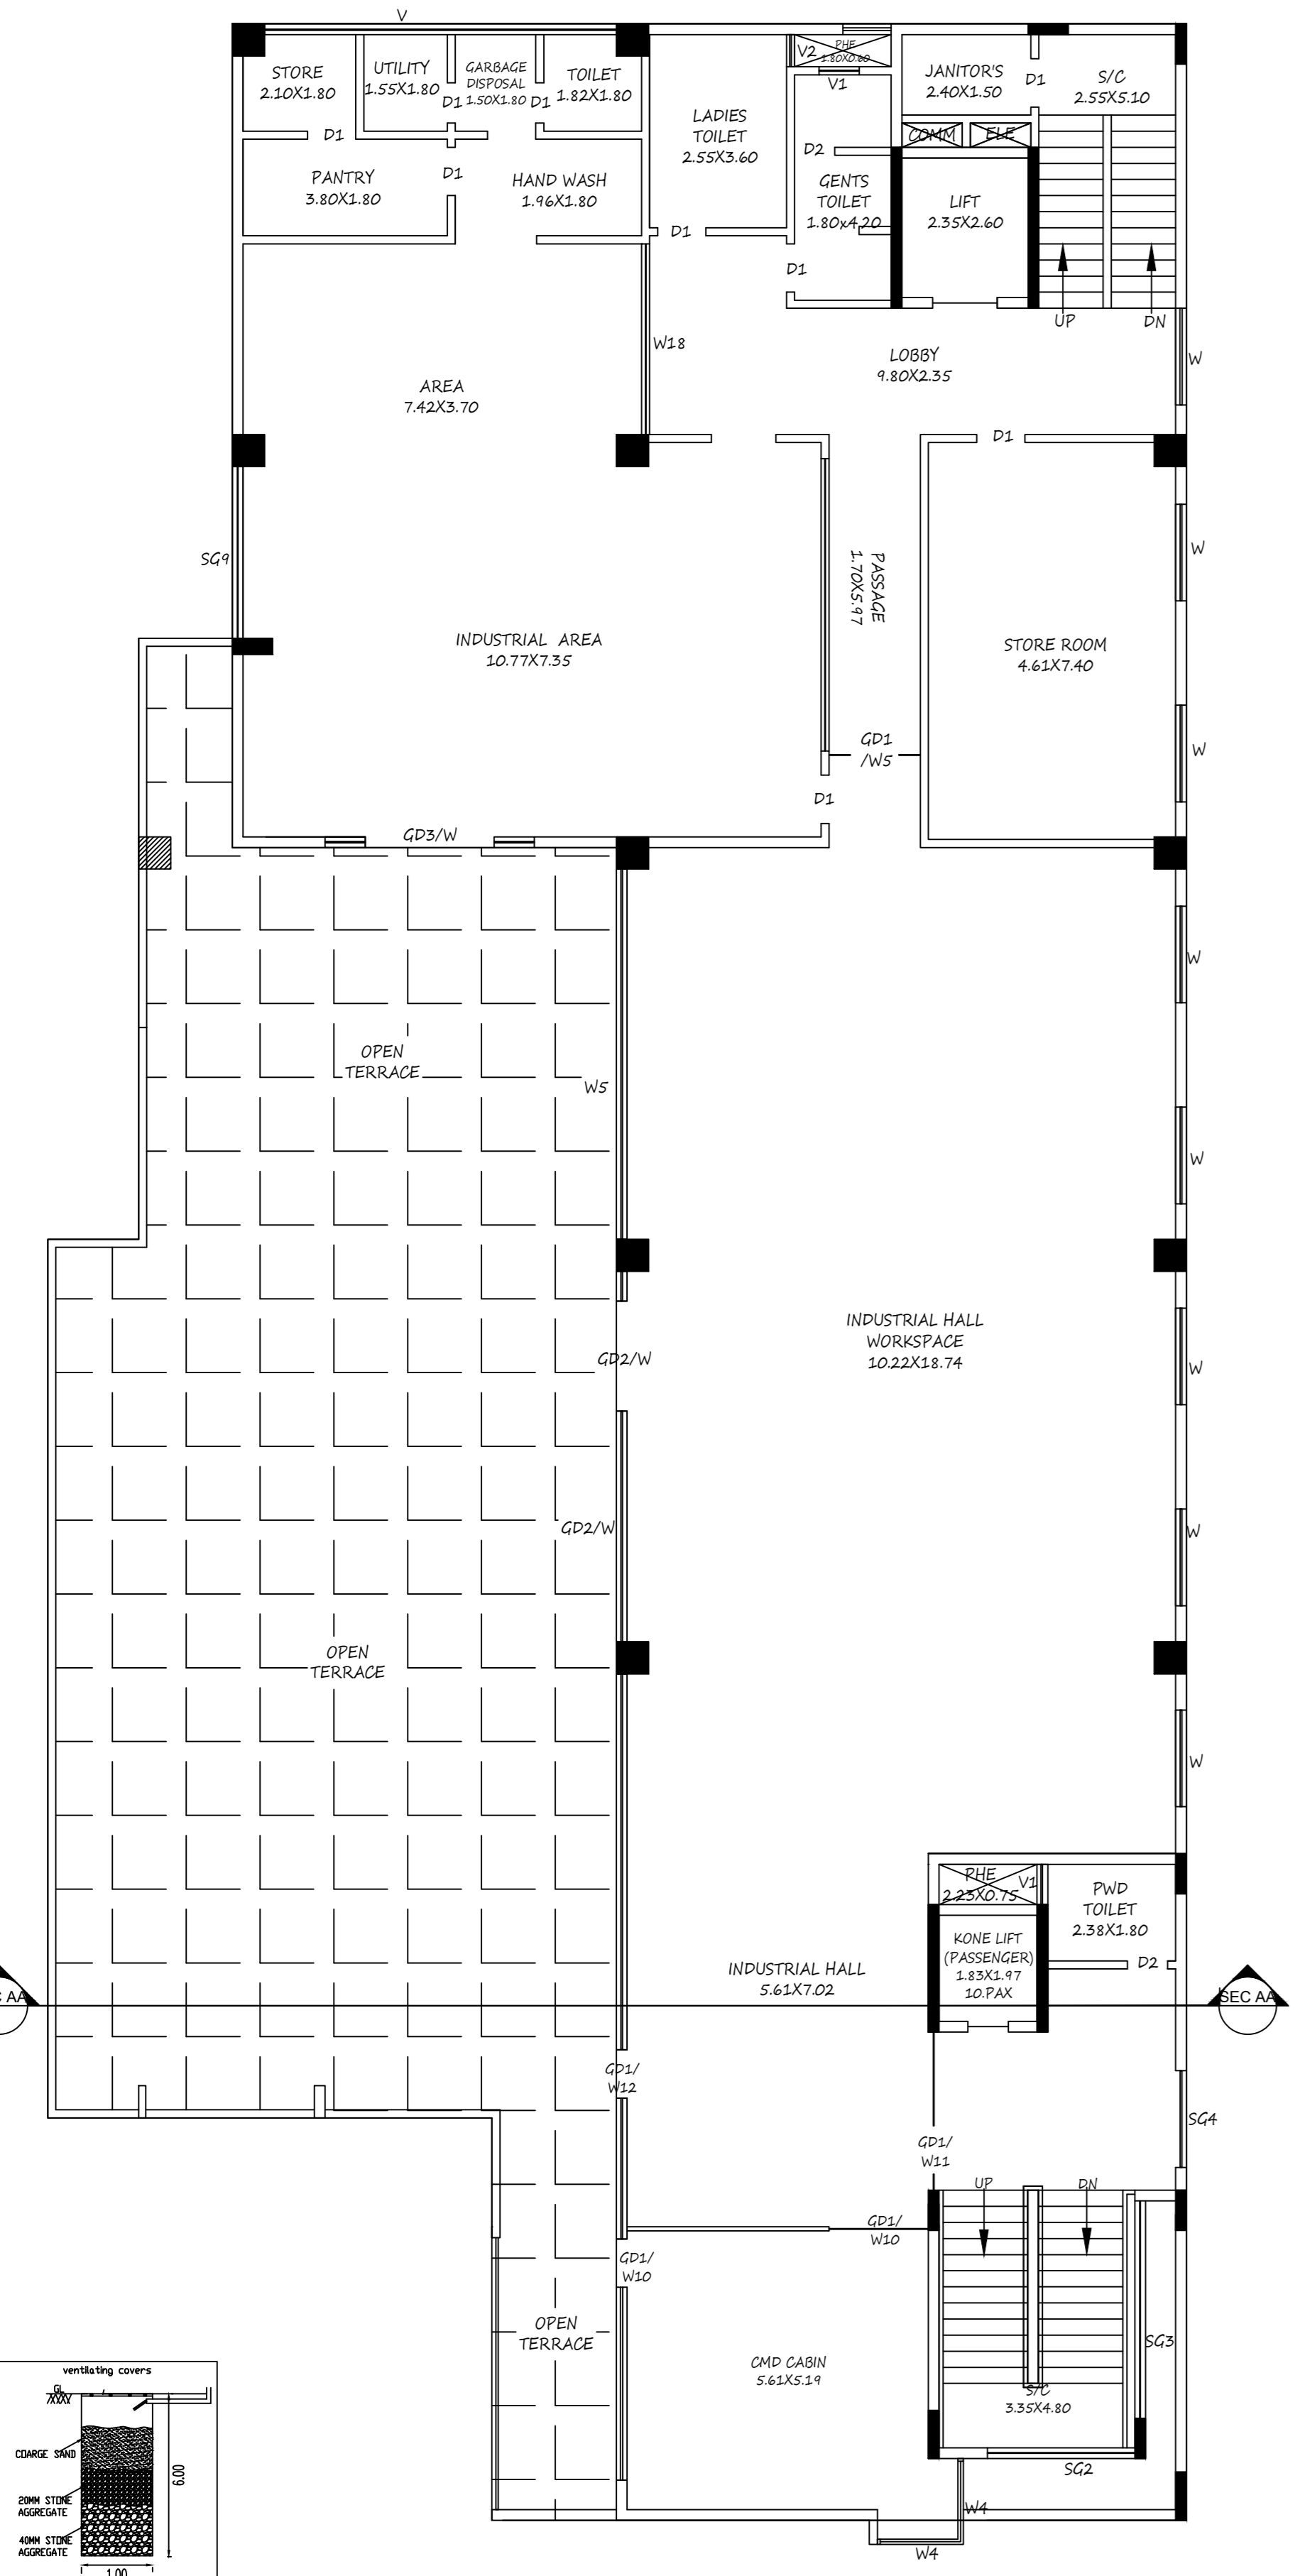 V
STORE
2.10X1.80
UTILITY
1.55X1.80
GARBAGE
DISPOSAL
1.50X1.80
TOILET
1.82X1.80
D1
D1
D1
D1
PANTRY
3.80X1.80
HAND WASH
1.96X1.80
LADIES
TOILET
2.55X3.60
D1
V2
PHE
1.80X0.60
V1
D2
GENTS
TOILET
1.80x4.20
D1
JANITOR'S
2.40X1.50
D1
S/C
2.55X5.10
COMM
ELE
LIFT
2.35X2.60
UP
DN
W18
LOBBY
9.80X2.35
W
AREA
7.42X3.70
D1
SG9
PASSAGE
1.70X5.97
W
INDUSTRIAL AREA
10.77X7.35
STORE ROOM
4.61X7.40
GD1
/W5
W
D1
GD3/W
W
OPEN
TERRACE
W5
W
INDUSTRIAL HALL
WORKSPACE
10.22X18.74
GD2/W
W
GD2/W
W
OPEN
TERRACE
W
PHE
2.23X0.75
V1
PWD
TOILET
2.38X1.80
KONE LIFT
(PASSENGER)
1.83X1.97
10.PAX
D2
INDUSTRIAL HALL
5.61X7.02
C AA
SEC AA
GD1/
W12
SG4
GD1/
W11
UP
DN
GD1/
W10
GD1/
W10
OPEN
TERRACE
SG3
CMD CABIN
5.61X5.19
S/C
3.35X4.80
SG2
W4
W4
ventilating covers
GL
COARGE SAND
6.00
20MM STONE
AGGREGATE
40MM STONE
AGGREGATE
1.00